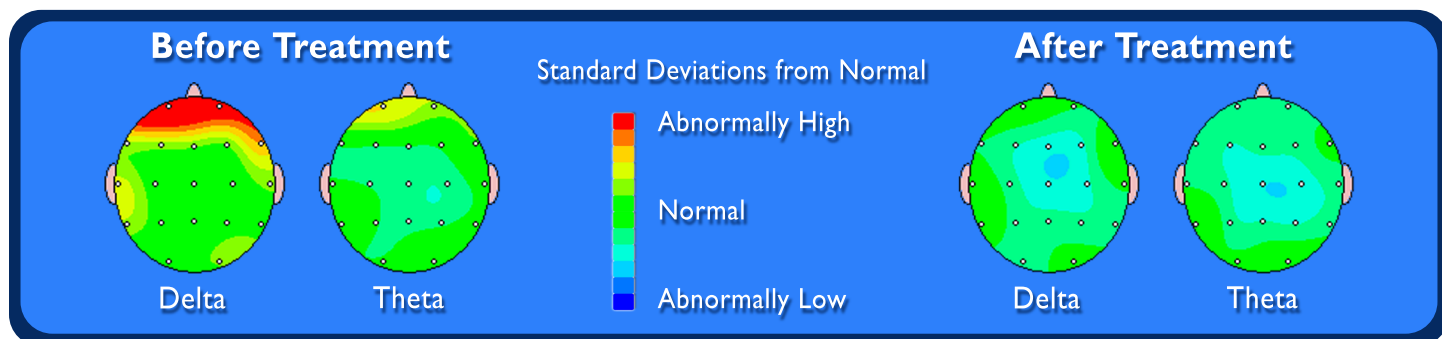 Before Treatment
Standard Deviations from Normal
After Treatment
Abnormally High
Normal
Abnormally Low
Delta
Theta
Delta
Theta